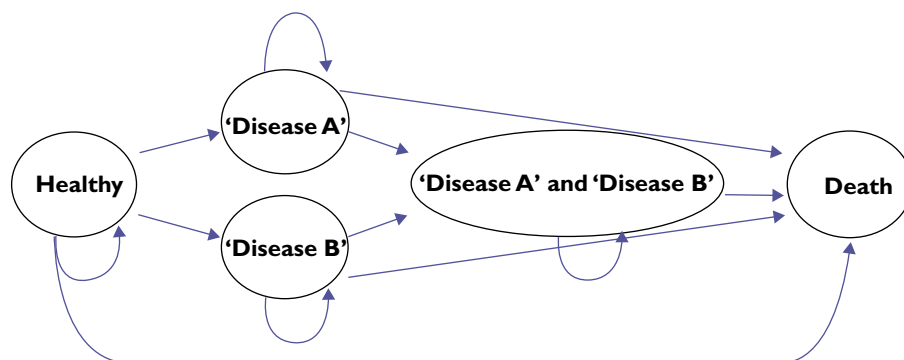 Healthy
‘Disease A’
‘Disease B’
‘Disease A’ and ‘Disease B’
Death